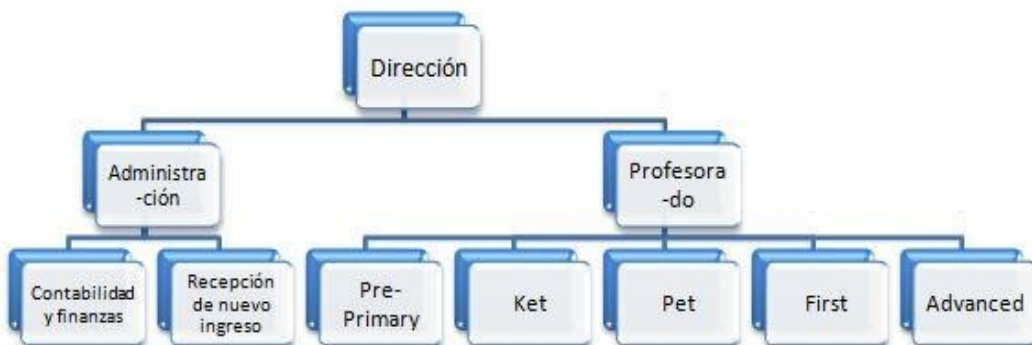 Dirección
Administra
-ción
Profesora
-do
Contabilidad
y finanzas
Recepción
de nuevo
ingreso
Pre-
Primary
Ket
Pet
First
Advanced